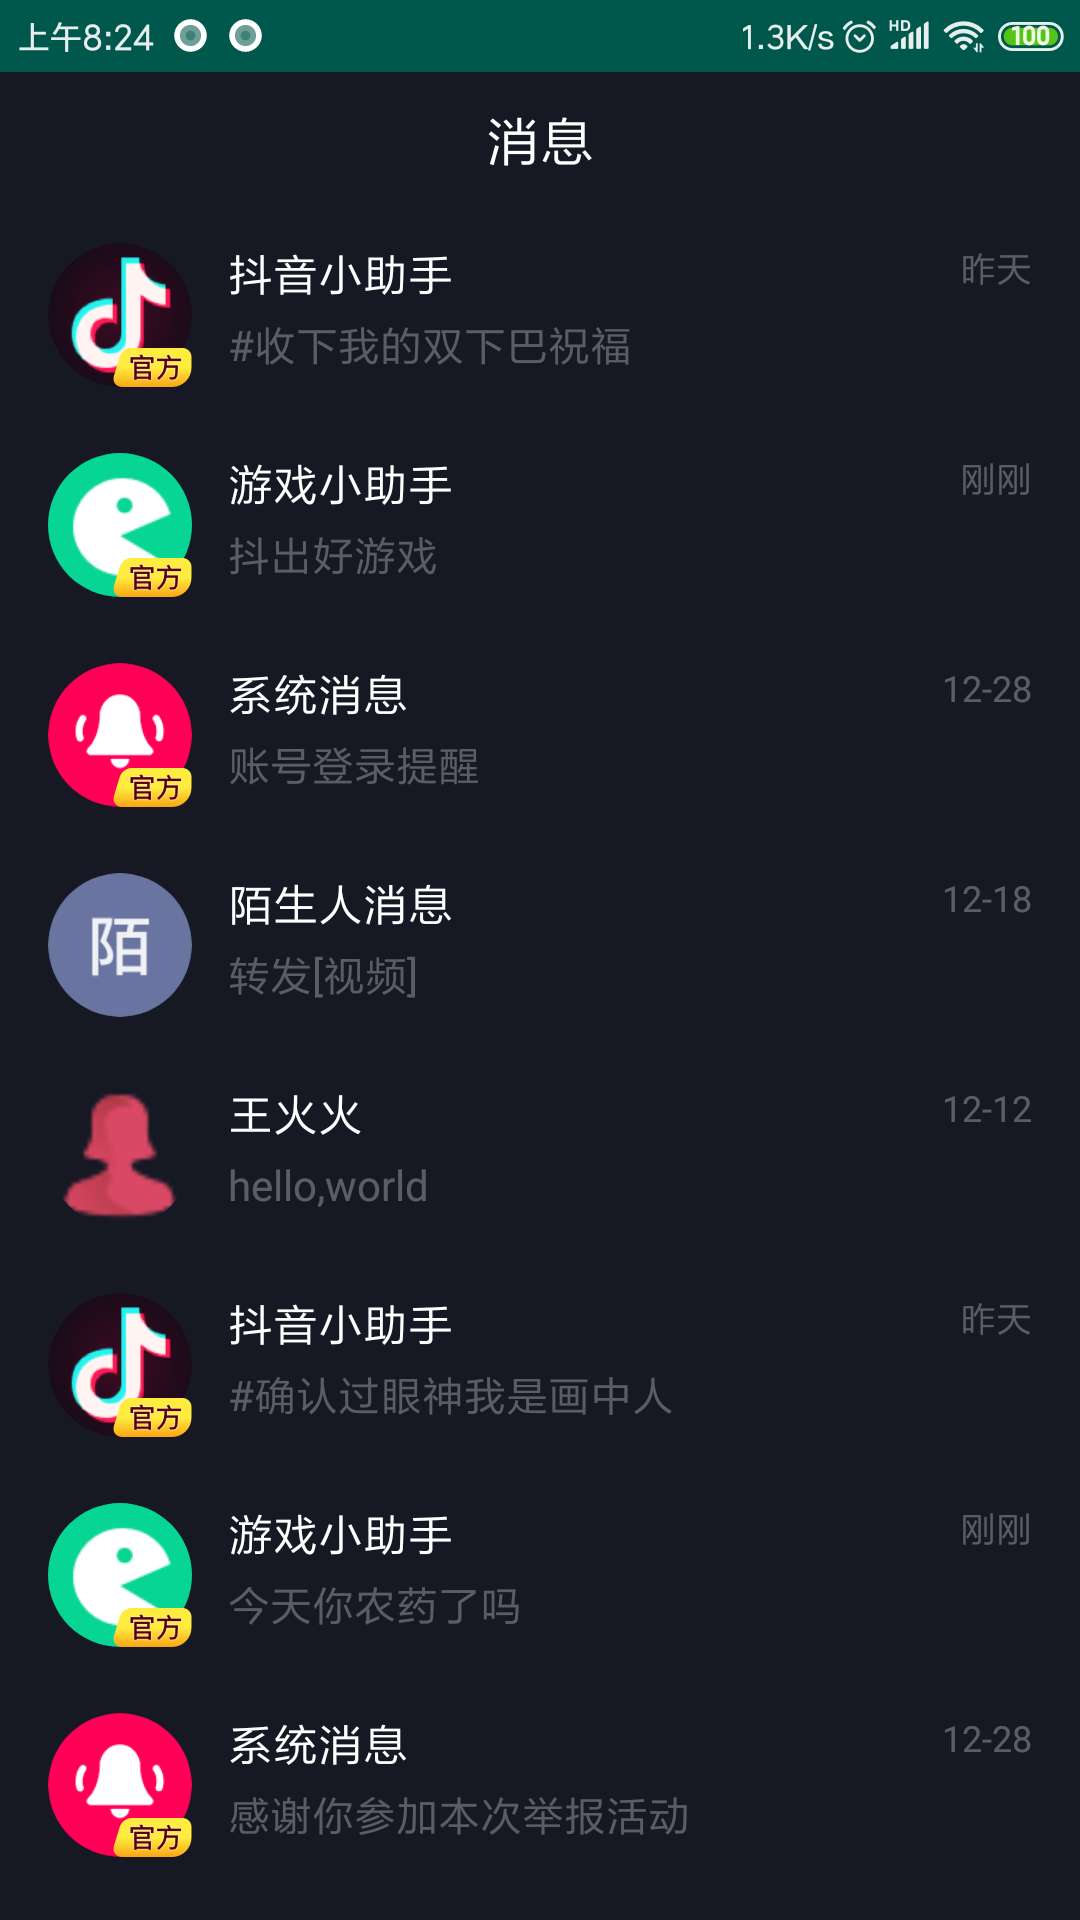 上午8:24
1.3K/s HD 100
消息
抖音小助手 昨天
#收下我的双下巴祝福
官方
游戏小助手 刚刚
抖出好游戏
官方
系统消息 12-28
账号登录提醒
官方
陌 陌生人消息 12-18
转发[视频]
王火火 12-12
hello,world
抖音小助手 昨天
#确认过眼神我是画中人
官方
游戏小助手 刚刚
今天你农药了吗
官方
系统消息 12-28
感谢你参加本次举报活动
官方